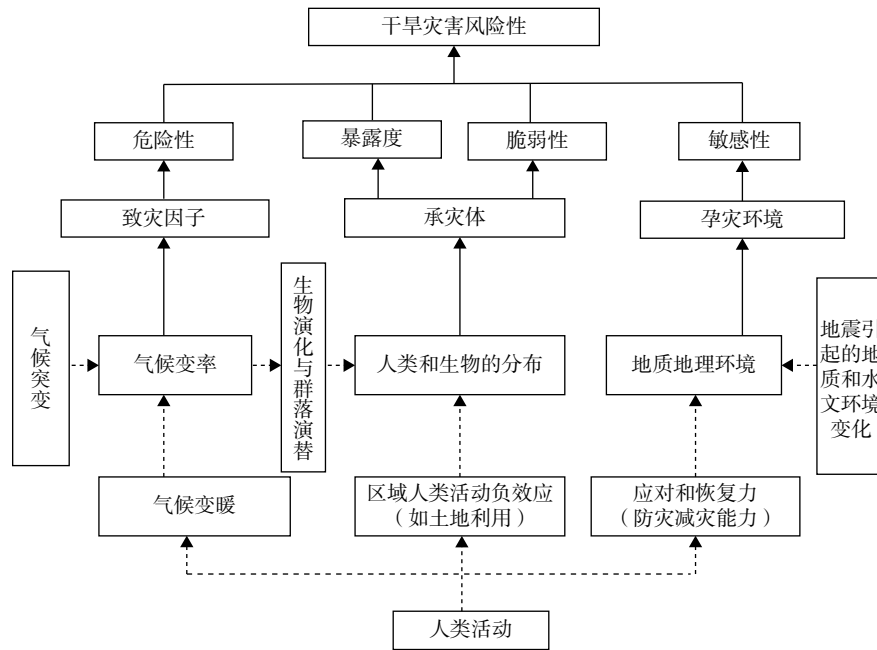 干旱灾害风险性
危险性
暴露度
脆弱性
敏感性
致灾因子
承灾体
孕灾环境
气候突变
气候变率
生物演化与群落演替
人类和生物的分布
地质地理环境
地震引
起的地
质和水
文环境
变化
气候变暖
区域人类活动负效应
（如土地利用）
应对和恢复力
（防灾减灾能力）
人类活动